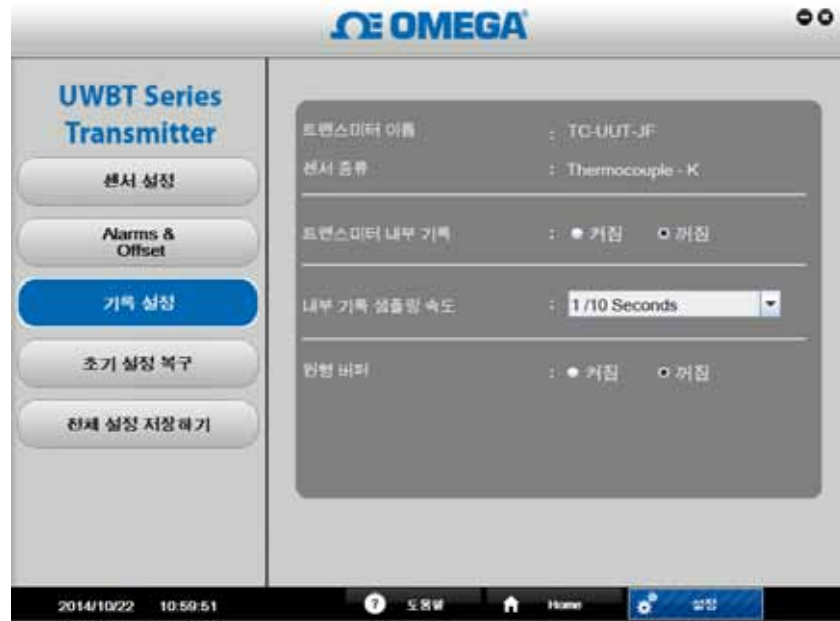 OMEGA
UWBT Series
Transmitter
센서 설정
Alarms &
Offset
기록 설정
초기 설정 복구
전체 설정 저장하기
트랜스미터 이름 : TC-UUT-JF
센서 종류 : Thermocouple - K
트랜스미터 내부 기록 : 켜짐 꺼짐
내부 기록 샘플링 속도 : 1 /10 Seconds
원형 버퍼 : 켜짐 꺼짐
2014/10/22 10:59:51 ? 도움말 Home 설정